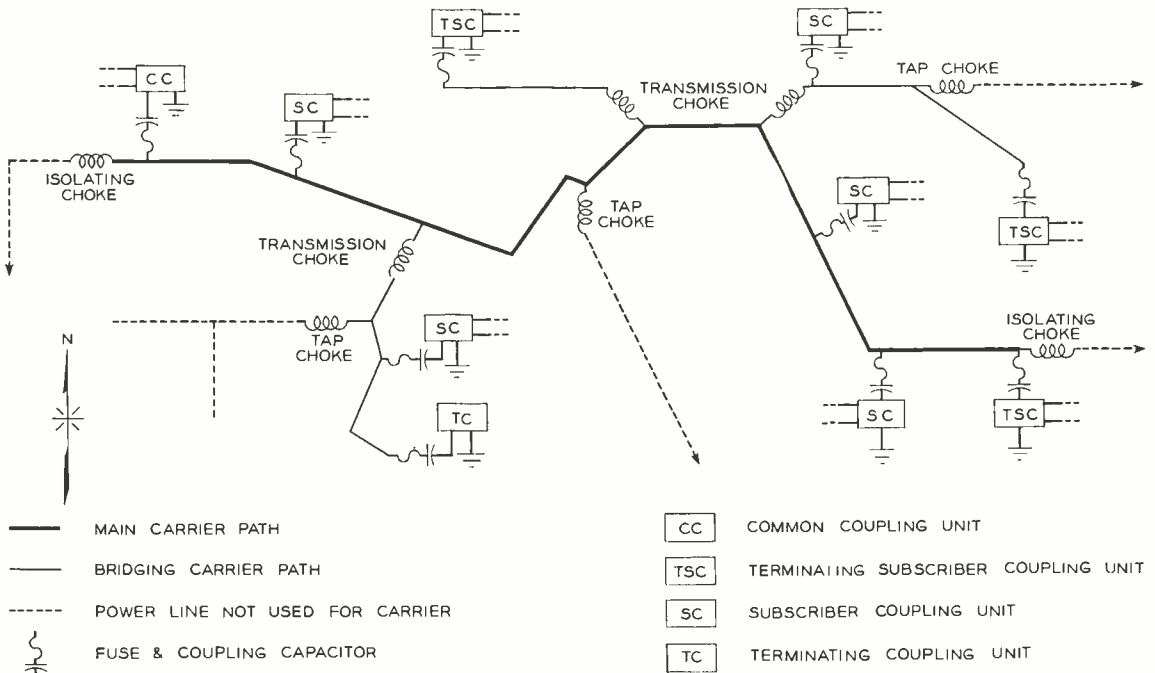 TSC
SC
CC
SC
TRANSMISSION
CHOKE
TAP CHOKE
ISOLATING
CHOKE
SC
TAP
CHOKE
TSC
TRANSMISSION
CHOKE
TAP
CHOKE
SC
ISOLATING
CHOKE
N
TC
SC
TSC
MAIN CARRIER PATH
BRIDGING CARRIER PATH
POWER LINE NOT USED FOR CARRIER
FUSE & COUPLING CAPACITOR
CC COMMON COUPLING UNIT
TSC TERMINATING SUBSCRIBER COUPLING UNIT
SC SUBSCRIBER COUPLING UNIT
TC TERMINATING COUPLING UNIT